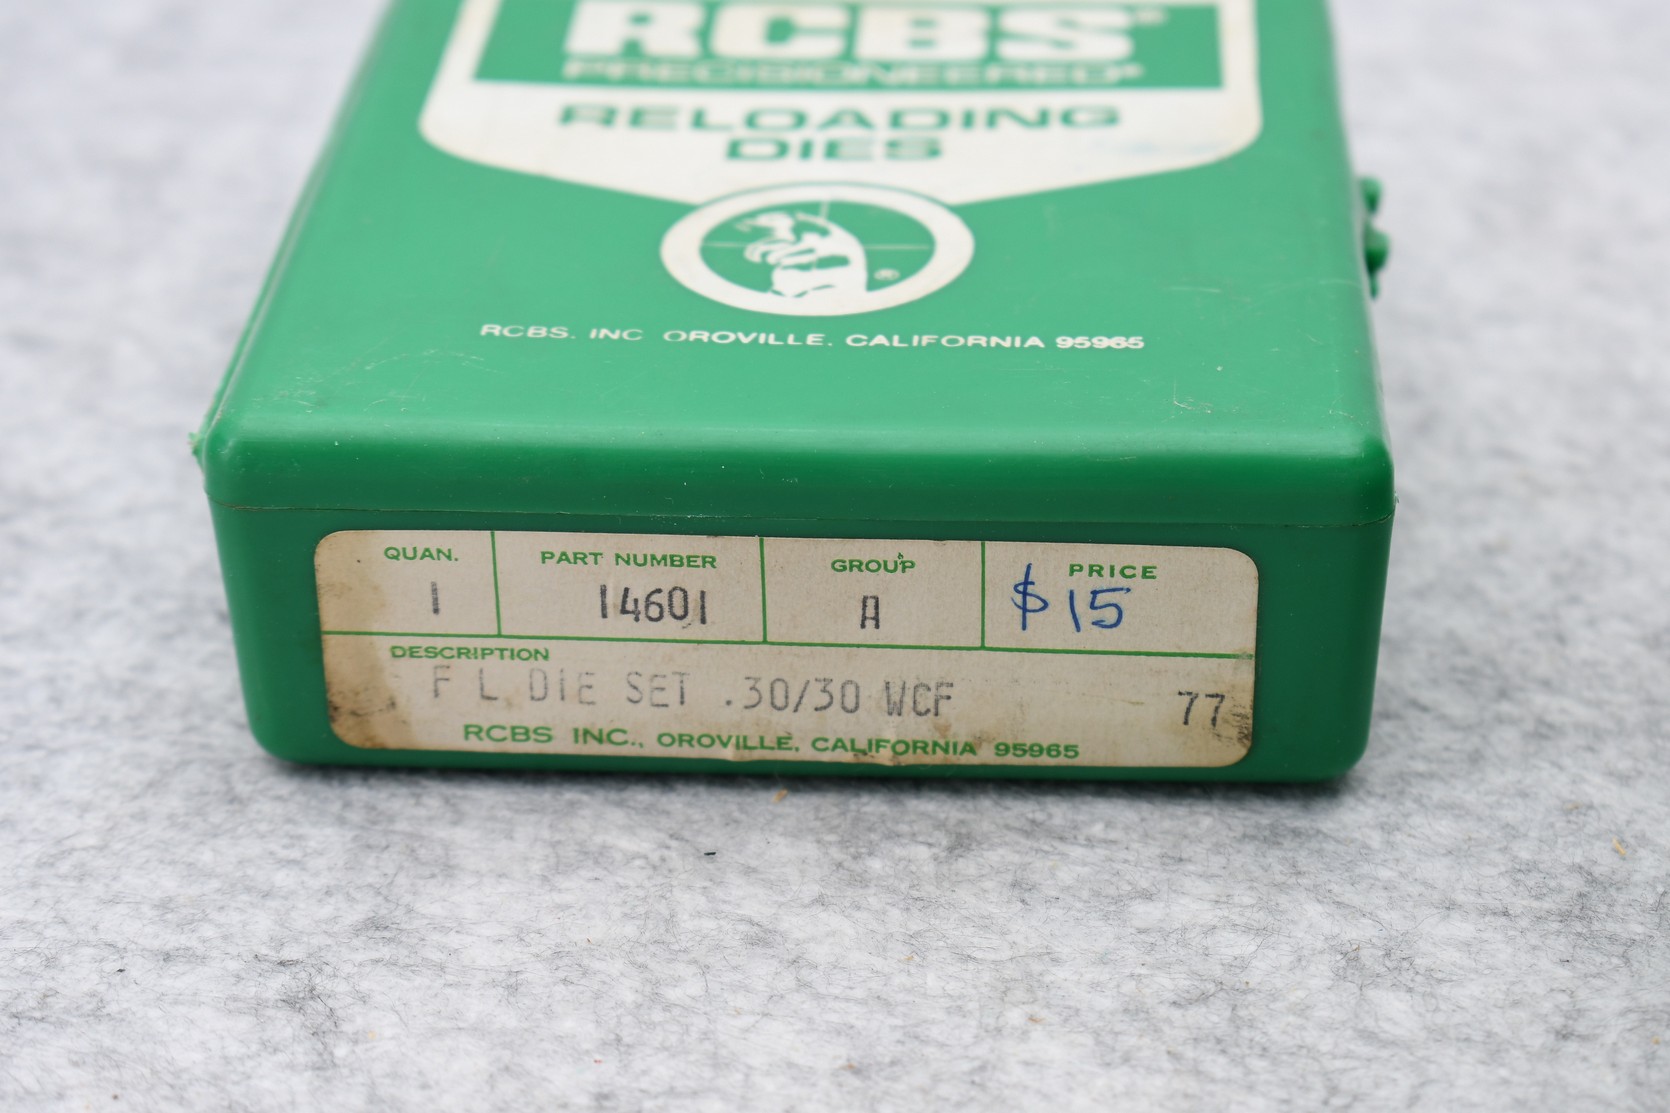 RCBS®
PRECISIONEERED®
RELOADING
DIES
®
RCBS. INC OROVILLE. CALIFORNIA 95965
QUAN. PART NUMBER GROUP PRICE
1 14601 A $15
DESCRIPTION
F L DIE SET .30/30 WCF 77
RCBS INC., OROVILLE, CALIFORNIA 95965